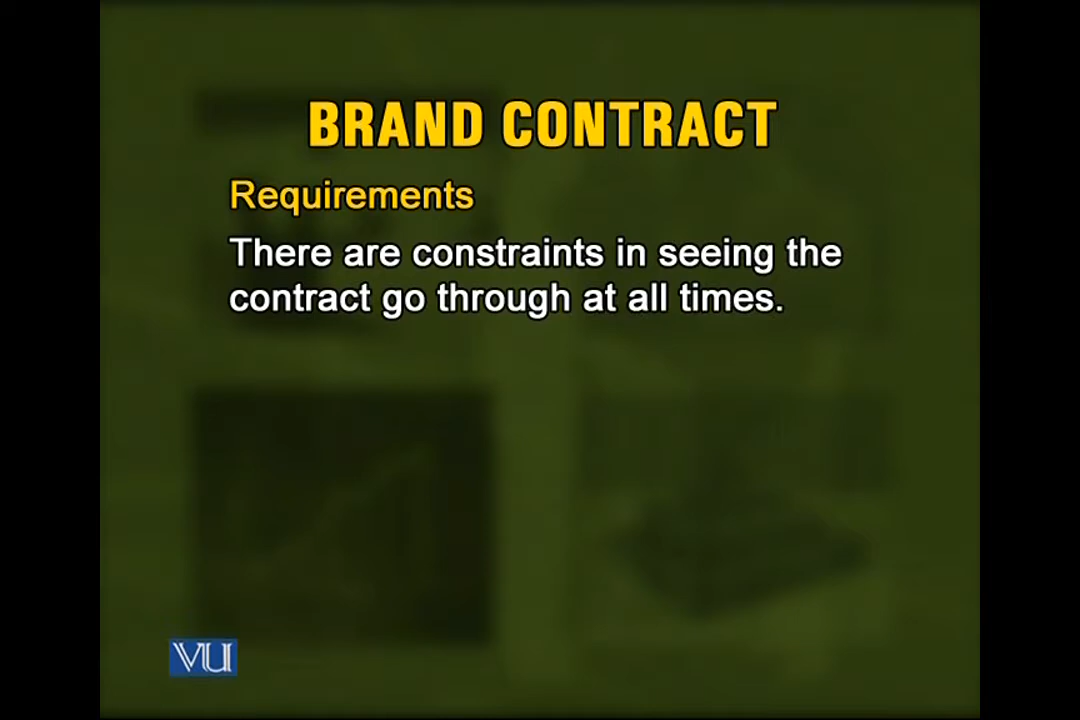 BRAND CONTRACT
Requirements
There are constraints in seeing the
contract go through at all times.
VU